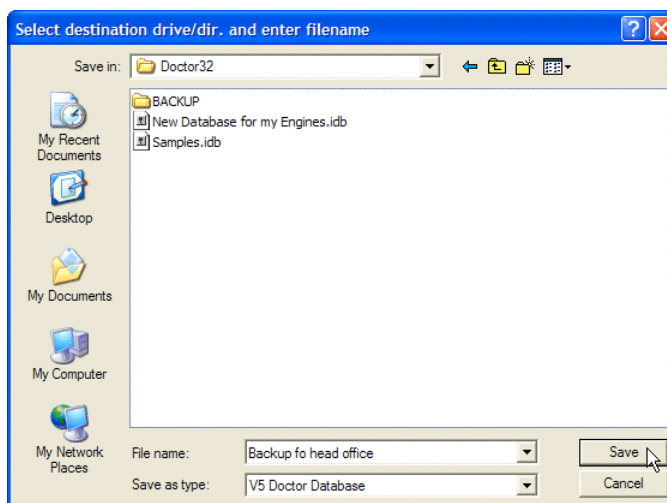 Select destination drive/dir. and enter filename
Save in:
Doctor32
BACKUP
New Database for my Engines.idb
Samples.idb
My Recent
Documents
Desktop
My Documents
My Computer
My Network
Places
File name:
Backup fo head office
Save
Save as type:
V5 Doctor Database
Cancel